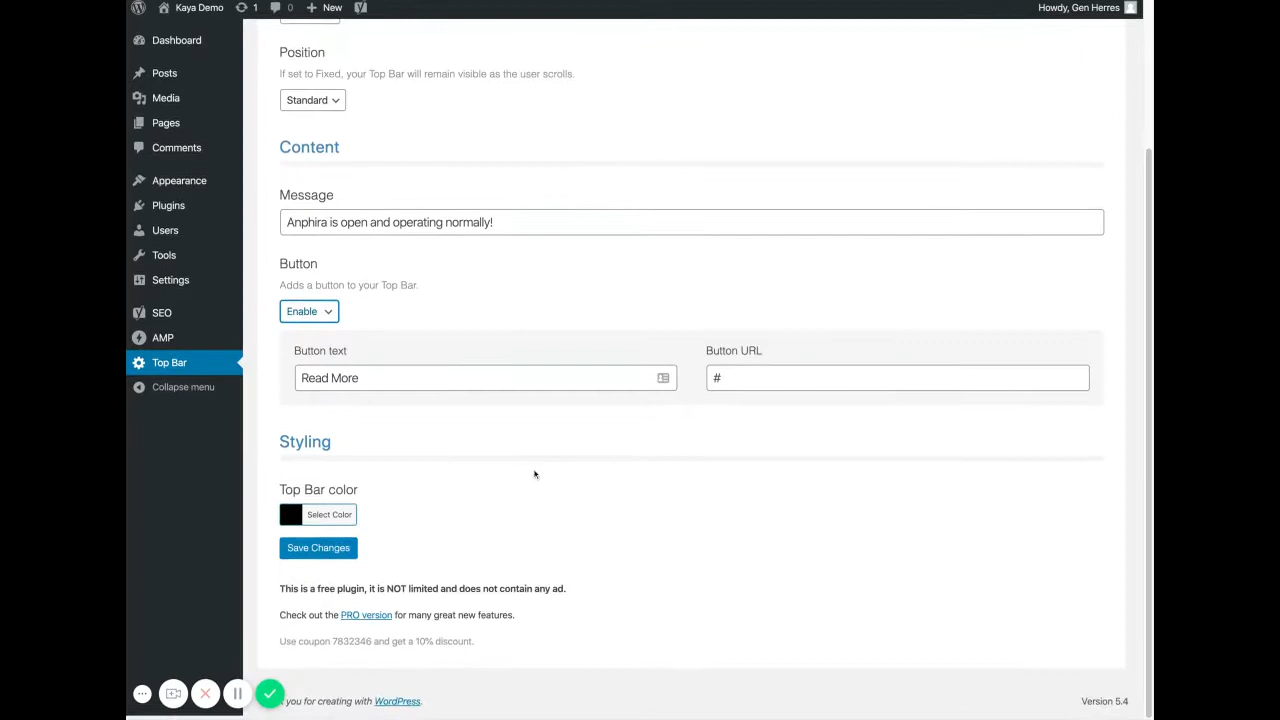 Kaya Demo 1 0 New Howdy, Gen Herres
Dashboard
Posts
Media
Pages
Comments
Appearance
Plugins
Users
Tools
Settings
SEO
AMP
Top Bar
Collapse menu
Position
If set to Fixed, your Top Bar will remain visible as the user scrolls.
Standard
Content
Message
Anphira is open and operating normally!
Button
Adds a button to your Top Bar.
Enable
Button text Button URL
Read More #
Styling
Top Bar color
Select Color
Save Changes
This is a free plugin, it is NOT limited and does not contain any ad.
Check out the PRO version for many great new features.
Use coupon 7832346 and get a 10% discount.
you for creating with WordPress. Version 5.4